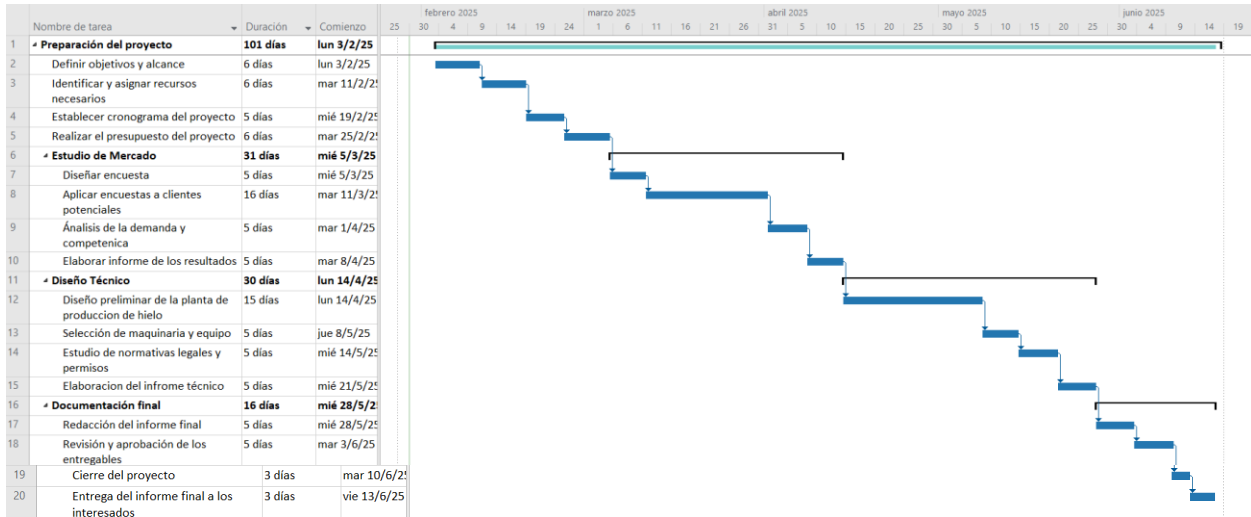 febrero 2025 marzo 2025 abril 2025 mayo 2025 junio 2025
Nombre de tarea Duración Comienzo 25 30 4 9 14 19 24 1 6 11 16 21 26 31 5 10 15 20 25 30 5 10 15 20 25 30 4 9 14 19
1 Preparación del proyecto 101 días lun 3/2/25
2 Definir objetivos y alcance 6 días lun 3/2/25
3 Identificar y asignar recursos 6 días mar 11/2/25
necesarios
4 Establecer cronograma del proyecto 5 días mié 19/2/25
5 Realizar el presupuesto del proyecto 6 días mar 25/2/25
6 Estudio de Mercado 31 días mié 5/3/25
7 Diseñar encuesta 5 días mié 5/3/25
8 Aplicar encuestas a clientes 16 días mar 11/3/25
potenciales
9 Ánalisis de la demanda y 5 días mar 1/4/25
competenica
10 Elaborar informe de los resultados 5 días mar 8/4/25
11 Diseño Técnico 30 días lun 14/4/25
12 Diseño preliminar de la planta de 15 días lun 14/4/25
produccion de hielo
13 Selección de maquinaria y equipo 5 días jue 8/5/25
14 Estudio de normativas legales y 5 días mié 14/5/25
permisos
15 Elaboracion del infrome técnico 5 días mié 21/5/25
16 Documentación final 16 días mié 28/5/2
17 Redacción del informe final 5 días mié 28/5/25
18 Revisión y aprobación de los 5 días mar 3/6/25
entregables
19 Cierre del proyecto 3 días mar 10/6/25
20 Entrega del informe final a los 3 días vie 13/6/25
interesados